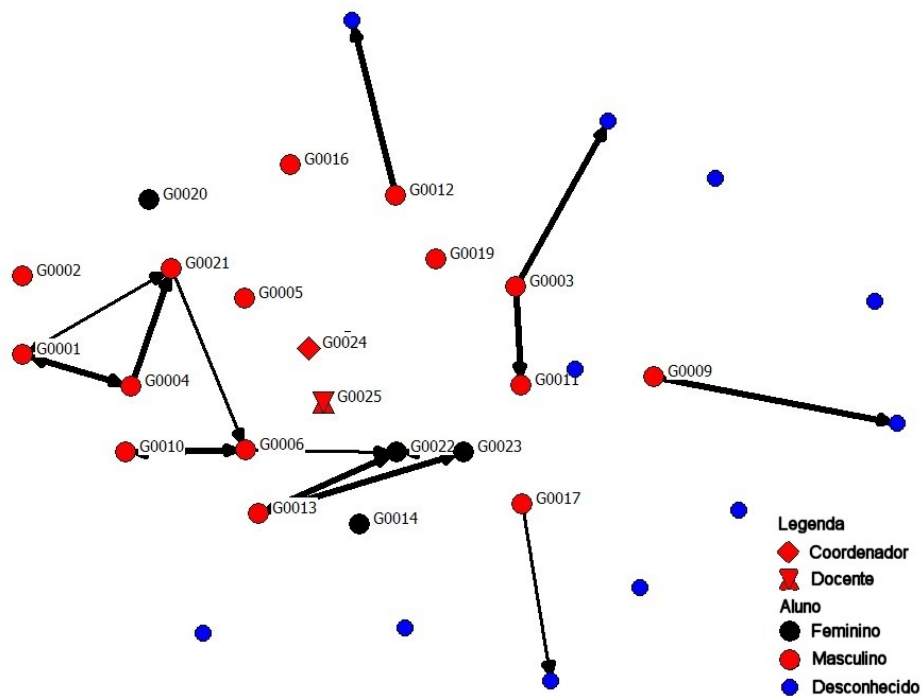 G0016
G0012
G0020
G0002
G0021
G0019
G0005
G0003
G0024
G0001
G0004
G0011
G0009
G0025
G0010
G0006
G0022
G0023
G0013
G0014
G0017
Legenda
Coordenador
Docente
Aluno
Feminino
Masculino
Desconhecido